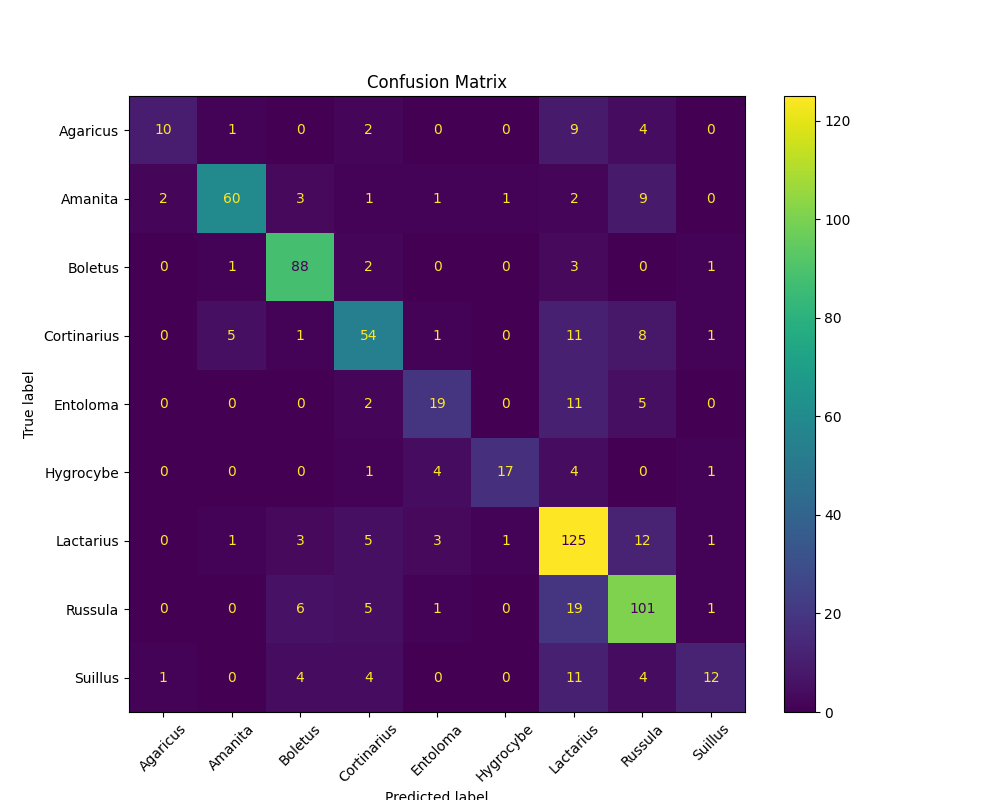 Confusion Matrix
Agaricus 10 1 0 2 0 0 9 4 0
Amanita 2 60 3 1 1 1 2 9 0
Boletus 0 1 88 2 0 0 3 0 1
Cortinarius 0 5 1 54 1 0 11 8 1
Entoloma 0 0 0 2 19 0 11 5 0
Hygrocybe 0 0 0 1 4 17 4 0 1
Lactarius 0 1 3 5 3 1 125 12 1
Russula 0 0 6 5 1 0 19 101 1
Suillus 1 0 4 4 0 0 11 4 12
True label
Agaricus Amanita Boletus Cortinarius Entoloma Hygrocybe Lactarius Russula Suillus
Predicted label
120
100
80
60
40
20
0